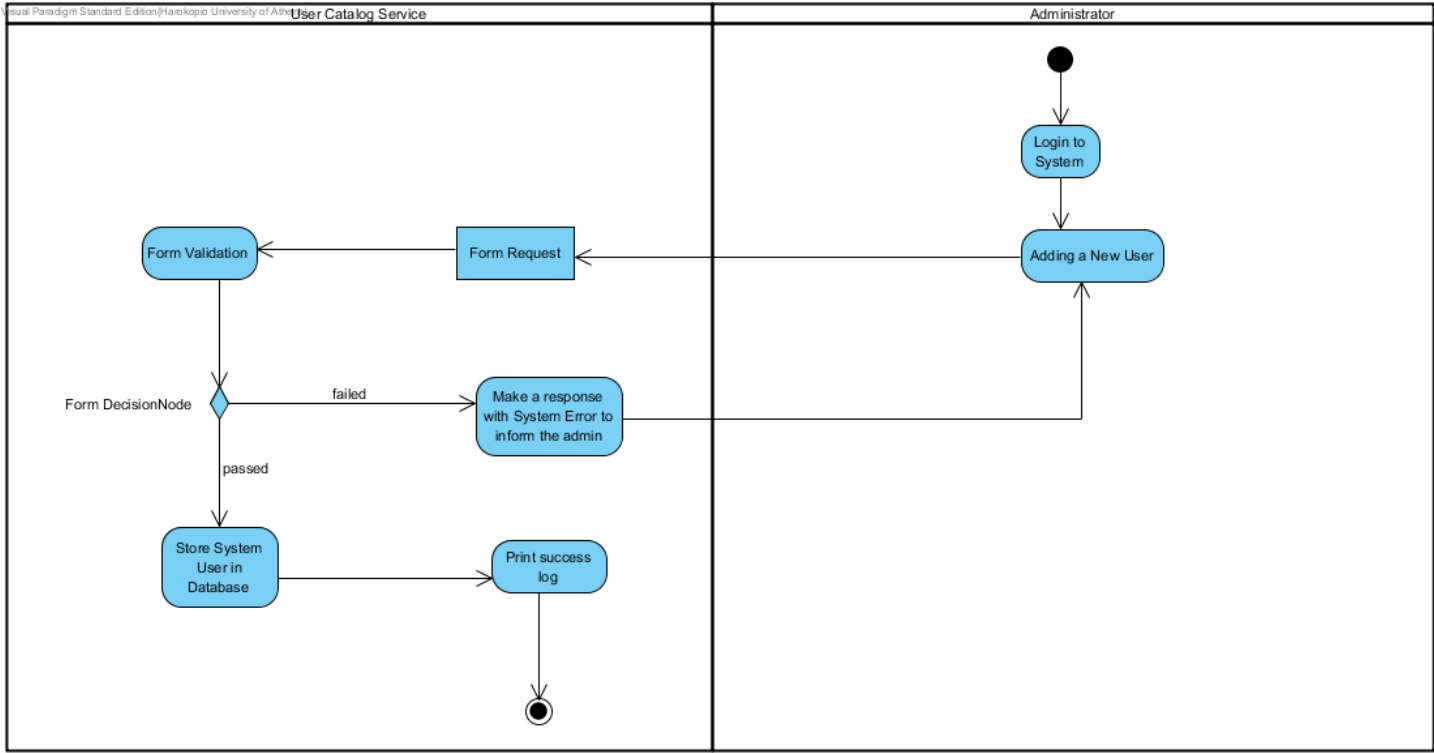 Visual Paradigm Standard Edition(Harokopio University of Athens)
User Catalog Service
Administrator
Login to
System
Form Validation
Form Request
Adding a New User
Form DecisionNode
failed
Make a response
with System Error to
inform the admin
passed
Store System
User in
Database
Print success
log